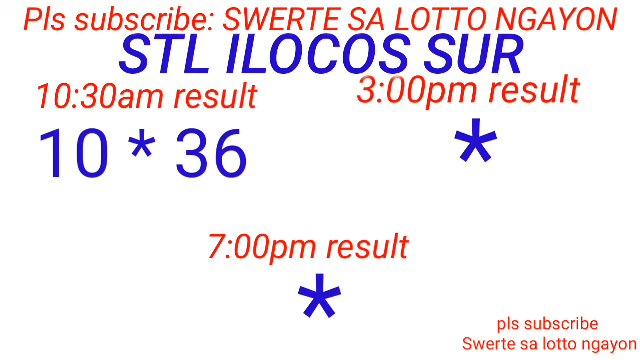 Pls subscribe: SWERTE SA LOTTO NGAYON
STL ILOCOS SUR
10:30am result
3:00pm result
10 * 36
*
7:00pm result
*
pls subscribe
Swerte sa lotto ngayon